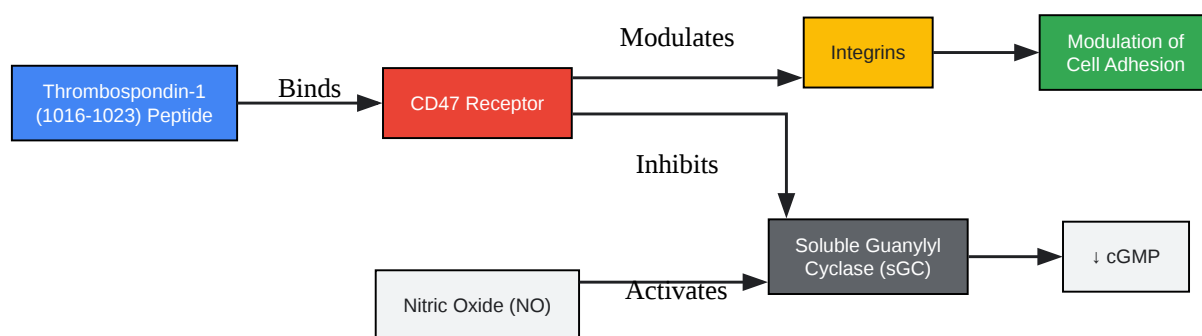 Thrombospondin-1
(1016-1023) Peptide
Binds
CD47 Receptor
Modulates
Integrins
Modulation of
Cell Adhesion
Inhibits
Soluble Guanylyl
Cyclase (sGC)
↓ cGMP
Nitric Oxide (NO)
Activates